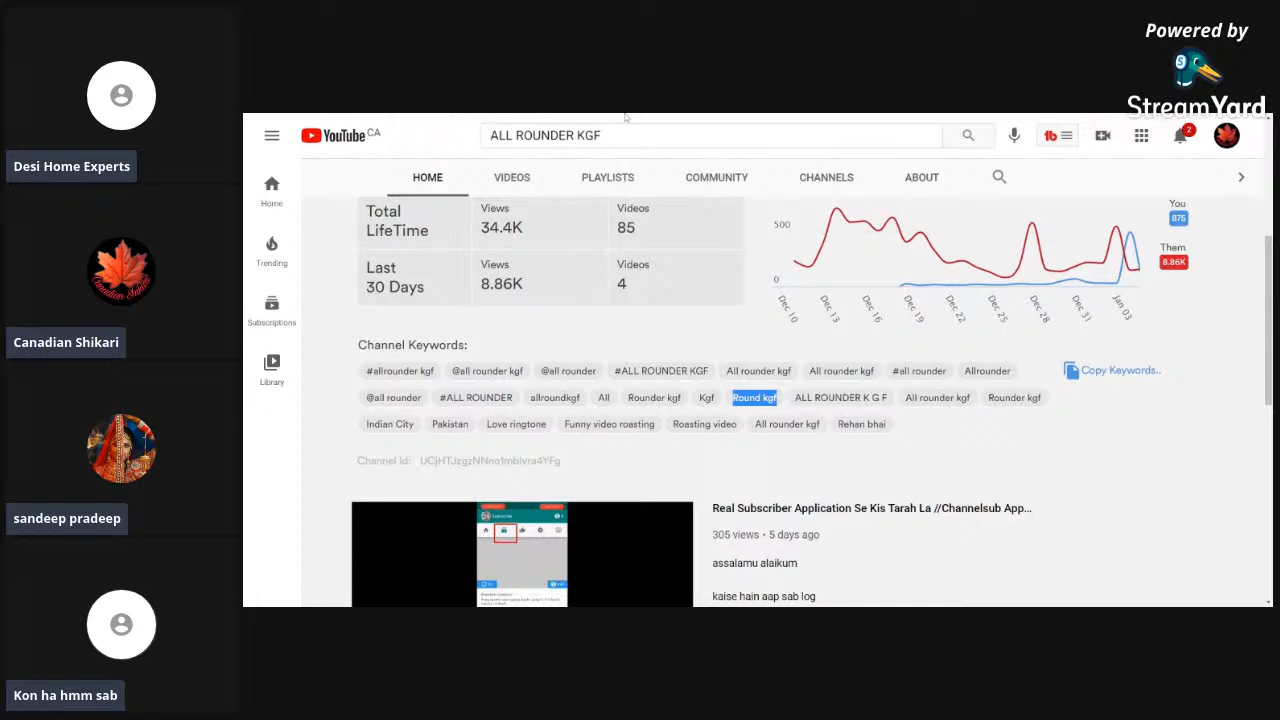 Powered by
StreamYard
Desi Home Experts
Canadian Shikari
sandeep pradeep
Kon ha hmm sab
YouTube CA
ALL ROUNDER KGF
2
HOME
VIDEOS
PLAYLISTS
COMMUNITY
CHANNELS
ABOUT
Home
Trending
Subscriptions
Library
Total LifeTime
Views
34.4K
Videos
85
Last
30 Days
Views
8.86K
Videos
4
500
0
Dec 10
Dec 13
Dec 16
Dec 19
Dec 22
Dec 25
Dec 28
Dec 31
Jan 03
You
875
Them
8.86K
Channel Keywords:
#allrounder kgf @all rounder kgf @all rounder #ALL ROUNDER KGF All rounder kgf All rounder kgf #all rounder Allrounder
Copy Keywords..
@all rounder #ALL ROUNDER allroundkgf All Rounder kgf Kgf Round kgf ALL ROUNDER K G F All rounder kgf Rounder kgf
Indian City Pakistan Love ringtone Funny video roasting Roasting video All rounder kgf Rehan bhai
Channel Id:
Real Subscriber Application Se Kis Tarah La //Channelsub App...
305 views • 5 days ago
assalamu alaikum
kaise hain aap sab log